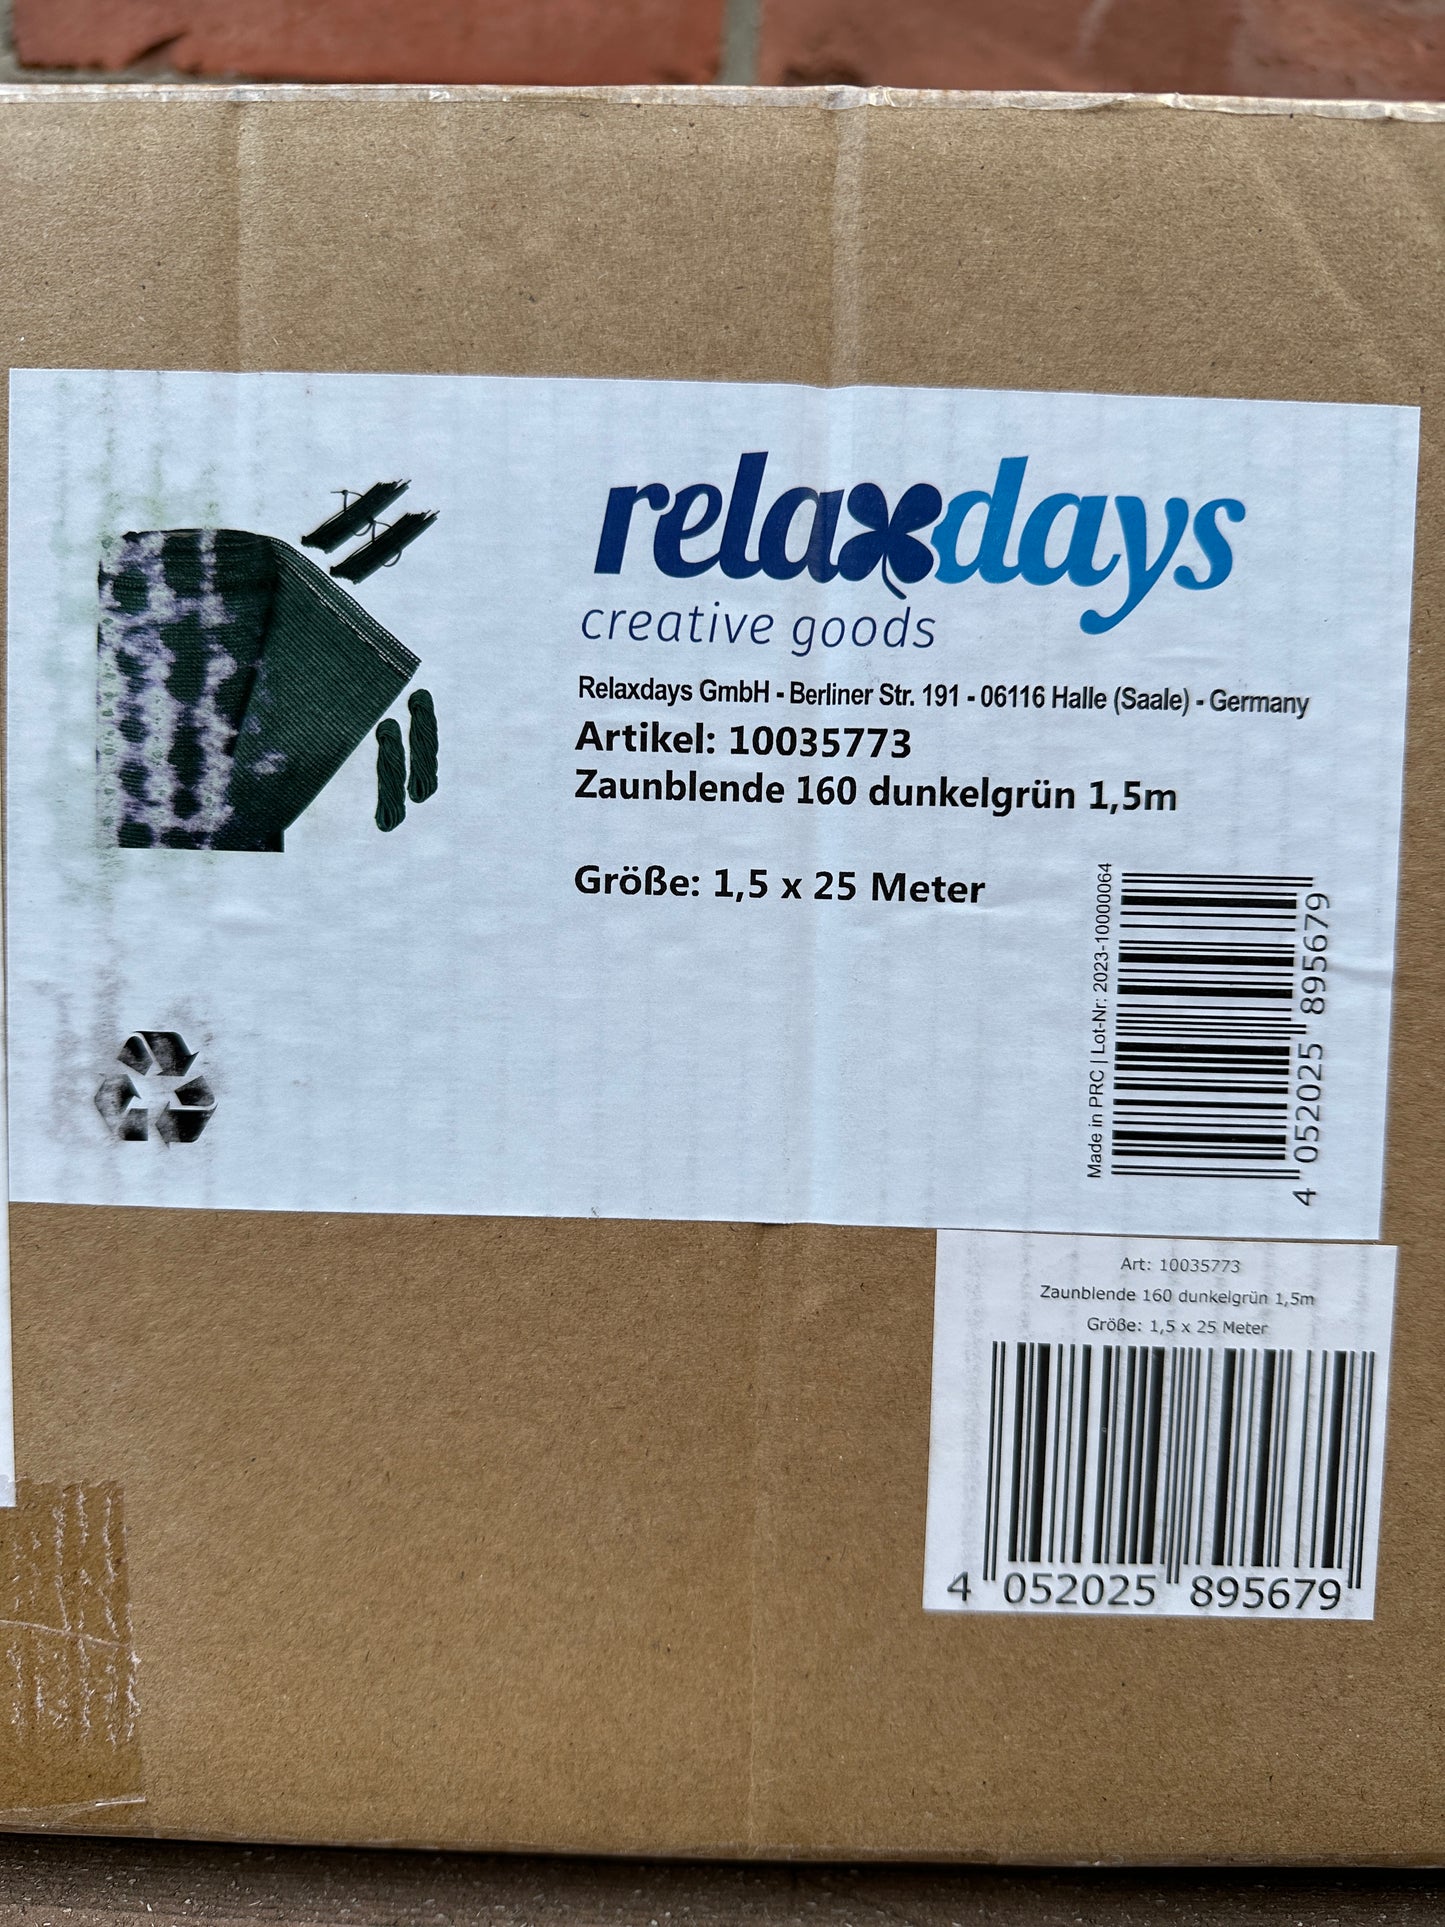 relaxdays
creative goods
Relaxdays GmbH - Berliner Str. 191 - 06116 Halle (Saale) - Germany
Artikel: 10035773
Zaunblende 160 dunkelgrün 1,5m
Größe: 1,5 x 25 Meter
Made in PRC | Lot-Nr: 2023-10000064
4 052025 895679
Art: 10035773
Zaunblende 160 dunkelgrün 1,5m
Größe: 1,5 x 25 Meter
4 052025 895679